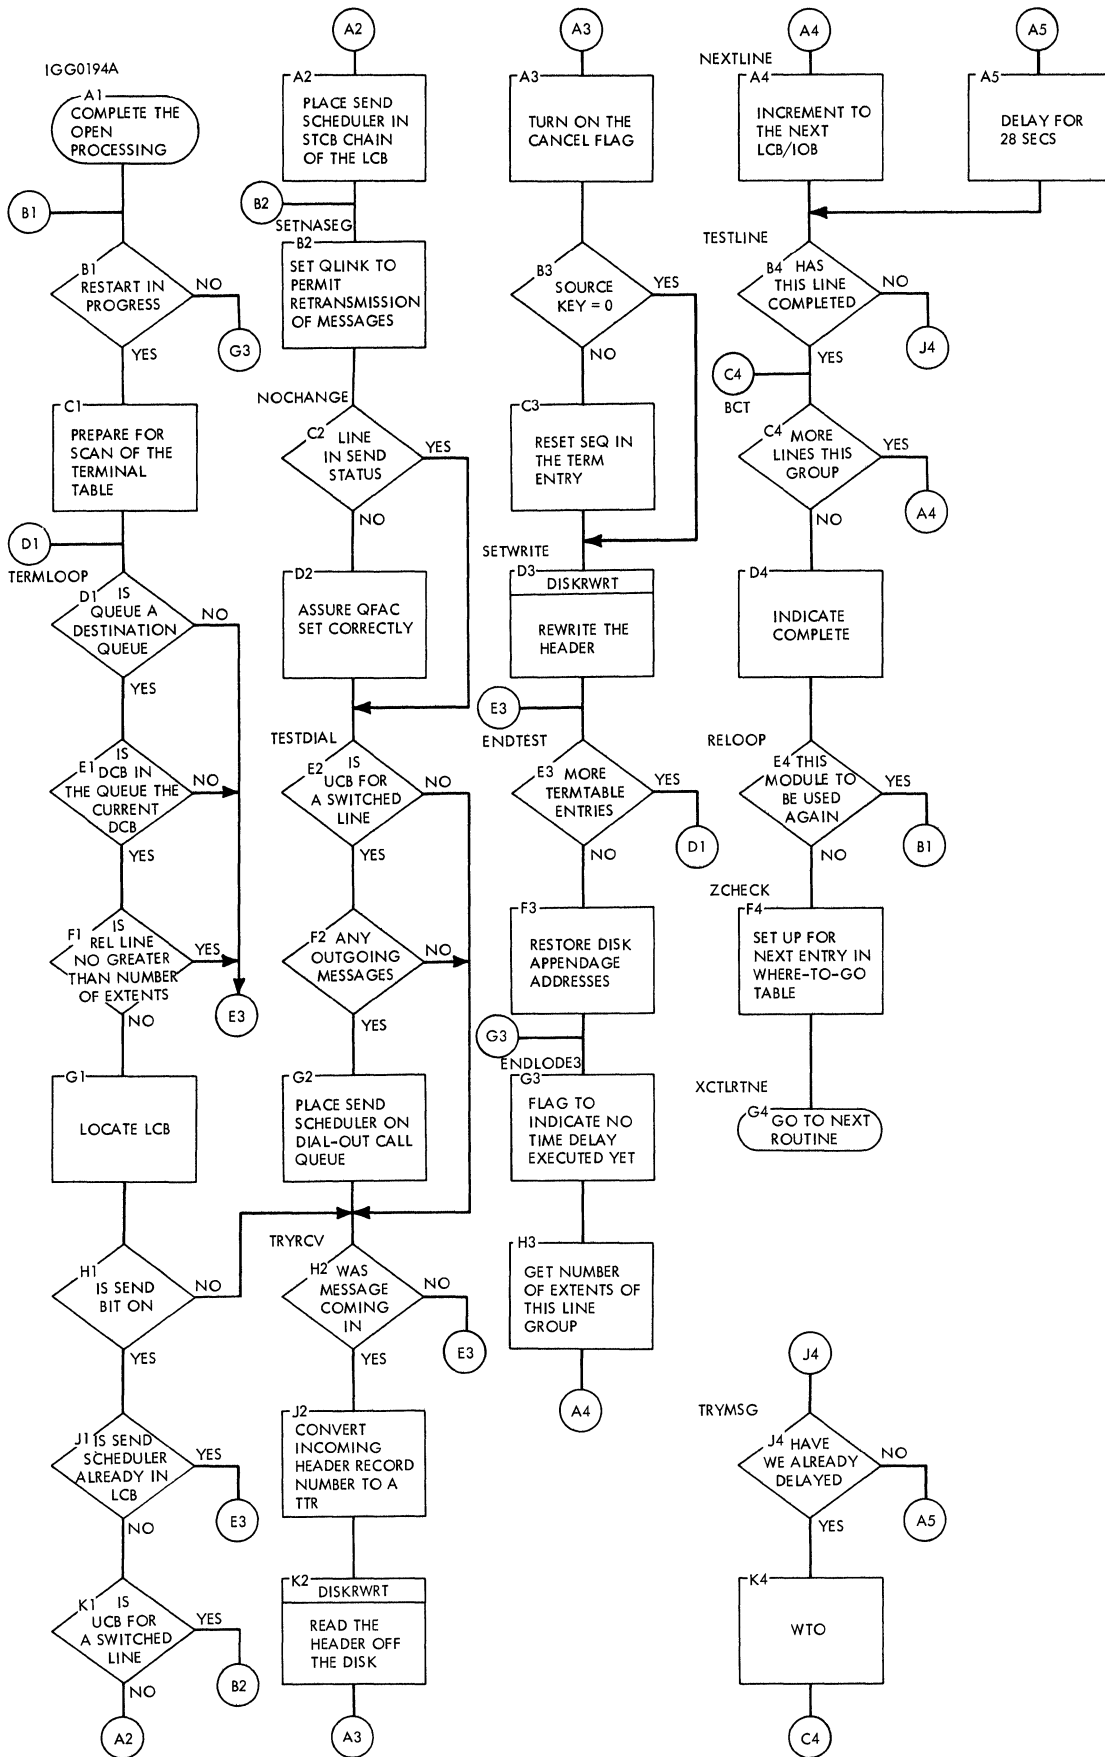 IGG0194A
A1
COMPLETE THE
OPEN
PROCESSING
B1
B1
RESTART IN
PROGRESS
NO
G3
YES
C1
PREPARE FOR
SCAN OF THE
TERMINAL
TABLE
D1
TERMLOOP
D1
IS
QUEUE A
DESTINATION
QUEUE
NO
YES
E1
IS
DCB IN
THE QUEUE THE
CURRENT
DCB
NO
YES
F1
IS
REL LINE
NO GREATER
THAN NUMBER
OF EXTENTS
YES
E3
NO
G1
LOCATE LCB
H1
IS SEND
BIT ON
NO
YES
J1
IS SEND
SCHEDULER
ALREADY IN
LCB
YES
E3
NO
K1
IS
UCB FOR
A SWITCHED
LINE
YES
B2
NO
A2
A2
A2
PLACE SEND
SCHEDULER IN
STCB CHAIN
OF THE LCB
B2
SETNASEG
B2
SET QLINK TO
PERMIT
RETRANSMISSION
OF MESSAGES
NOCHANGE
C2
LINE
IN SEND
STATUS
YES
NO
D2
ASSURE QFAC
SET CORRECTLY
TESTDIAL
E2
IS
UCB FOR
A SWITCHED
LINE
NO
YES
F2
ANY
OUTGOING
MESSAGES
NO
YES
G2
PLACE SEND
SCHEDULER ON
DIAL-OUT CALL
QUEUE
TRYRCV
H2
WAS
MESSAGE
COMING
IN
NO
E3
YES
J2
CONVERT
INCOMING
HEADER RECORD
NUMBER TO A
TTR
K2
DISKRWRT
READ THE
HEADER OFF
THE DISK
A3
A3
A3
TURN ON THE
CANCEL FLAG
B3
SOURCE
KEY = 0
YES
NO
C3
RESET SEQ IN
THE TERM
ENTRY
SETWRITE
D3
DISKRWRT
REWRITE THE
HEADER
E3
ENDTEST
E3
MORE
TERMTABLE
ENTRIES
YES
D1
NO
F3
RESTORE DISK
APPENDAGE
ADDRESSES
G3
ENDLODE3
G3
FLAG TO
INDICATE NO
TIME DELAY
EXECUTED YET
H3
GET NUMBER
OF EXTENTS OF
THIS LINE
GROUP
A4
A4
NEXTLINE
A4
INCREMENT TO
THE NEXT
LCB/IOB
TESTLINE
B4
HAS
THIS LINE
COMPLETED
NO
J4
YES
C4
BCT
C4
MORE
LINES THIS
GROUP
YES
A4
NO
D4
INDICATE
COMPLETE
RELOOP
E4
THIS
MODULE TO
BE USED
AGAIN
YES
B1
NO
ZCHECK
F4
SET UP FOR
NEXT ENTRY IN
WHERE-TO-GO
TABLE
XCTLRTNE
G4
GO TO NEXT
ROUTINE
J4
TRYMSG
J4
HAVE
WE ALREADY
DELAYED
NO
A5
YES
K4
WTO
C4
A5
A5
DELAY FOR
28 SECS